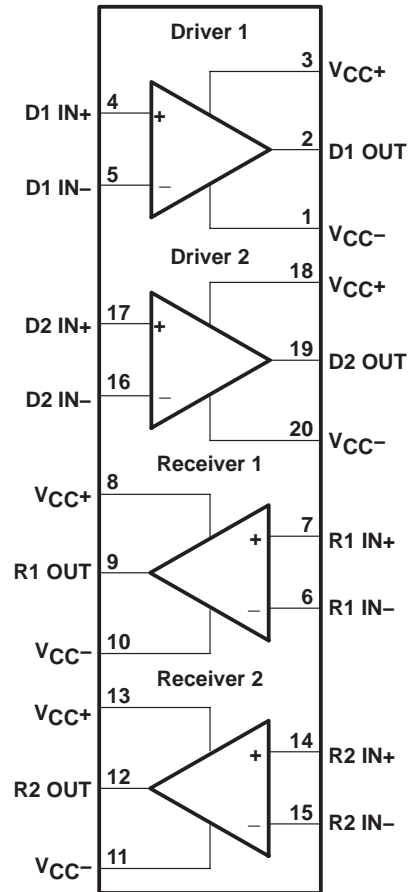 Driver 1
3 VCC+
D1 IN+ 4
+
2 D1 OUT
D1 IN− 5
−
1 VCC−
Driver 2
18 VCC+
D2 IN+ 17
+
19 D2 OUT
D2 IN− 16
−
20 VCC−
Receiver 1
VCC+ 8
+
7 R1 IN+
R1 OUT 9
−
6 R1 IN−
VCC− 10
Receiver 2
VCC+ 13
+
14 R2 IN+
R2 OUT 12
−
15 R2 IN−
VCC− 11